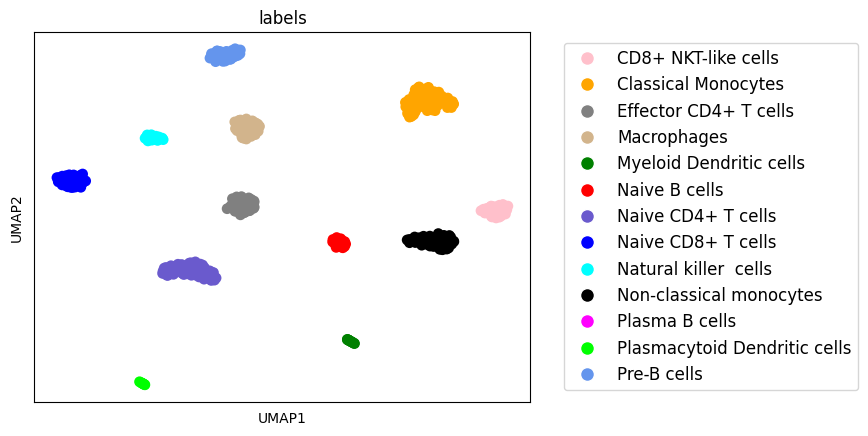 labels
UMAP2
UMAP1
CD8+ NKT-like cells
Classical Monocytes
Effector CD4+ T cells
Macrophages
Myeloid Dendritic cells
Naive B cells
Naive CD4+ T cells
Naive CD8+ T cells
Natural killer  cells
Non-classical monocytes
Plasma B cells
Plasmacytoid Dendritic cells
Pre-B cells